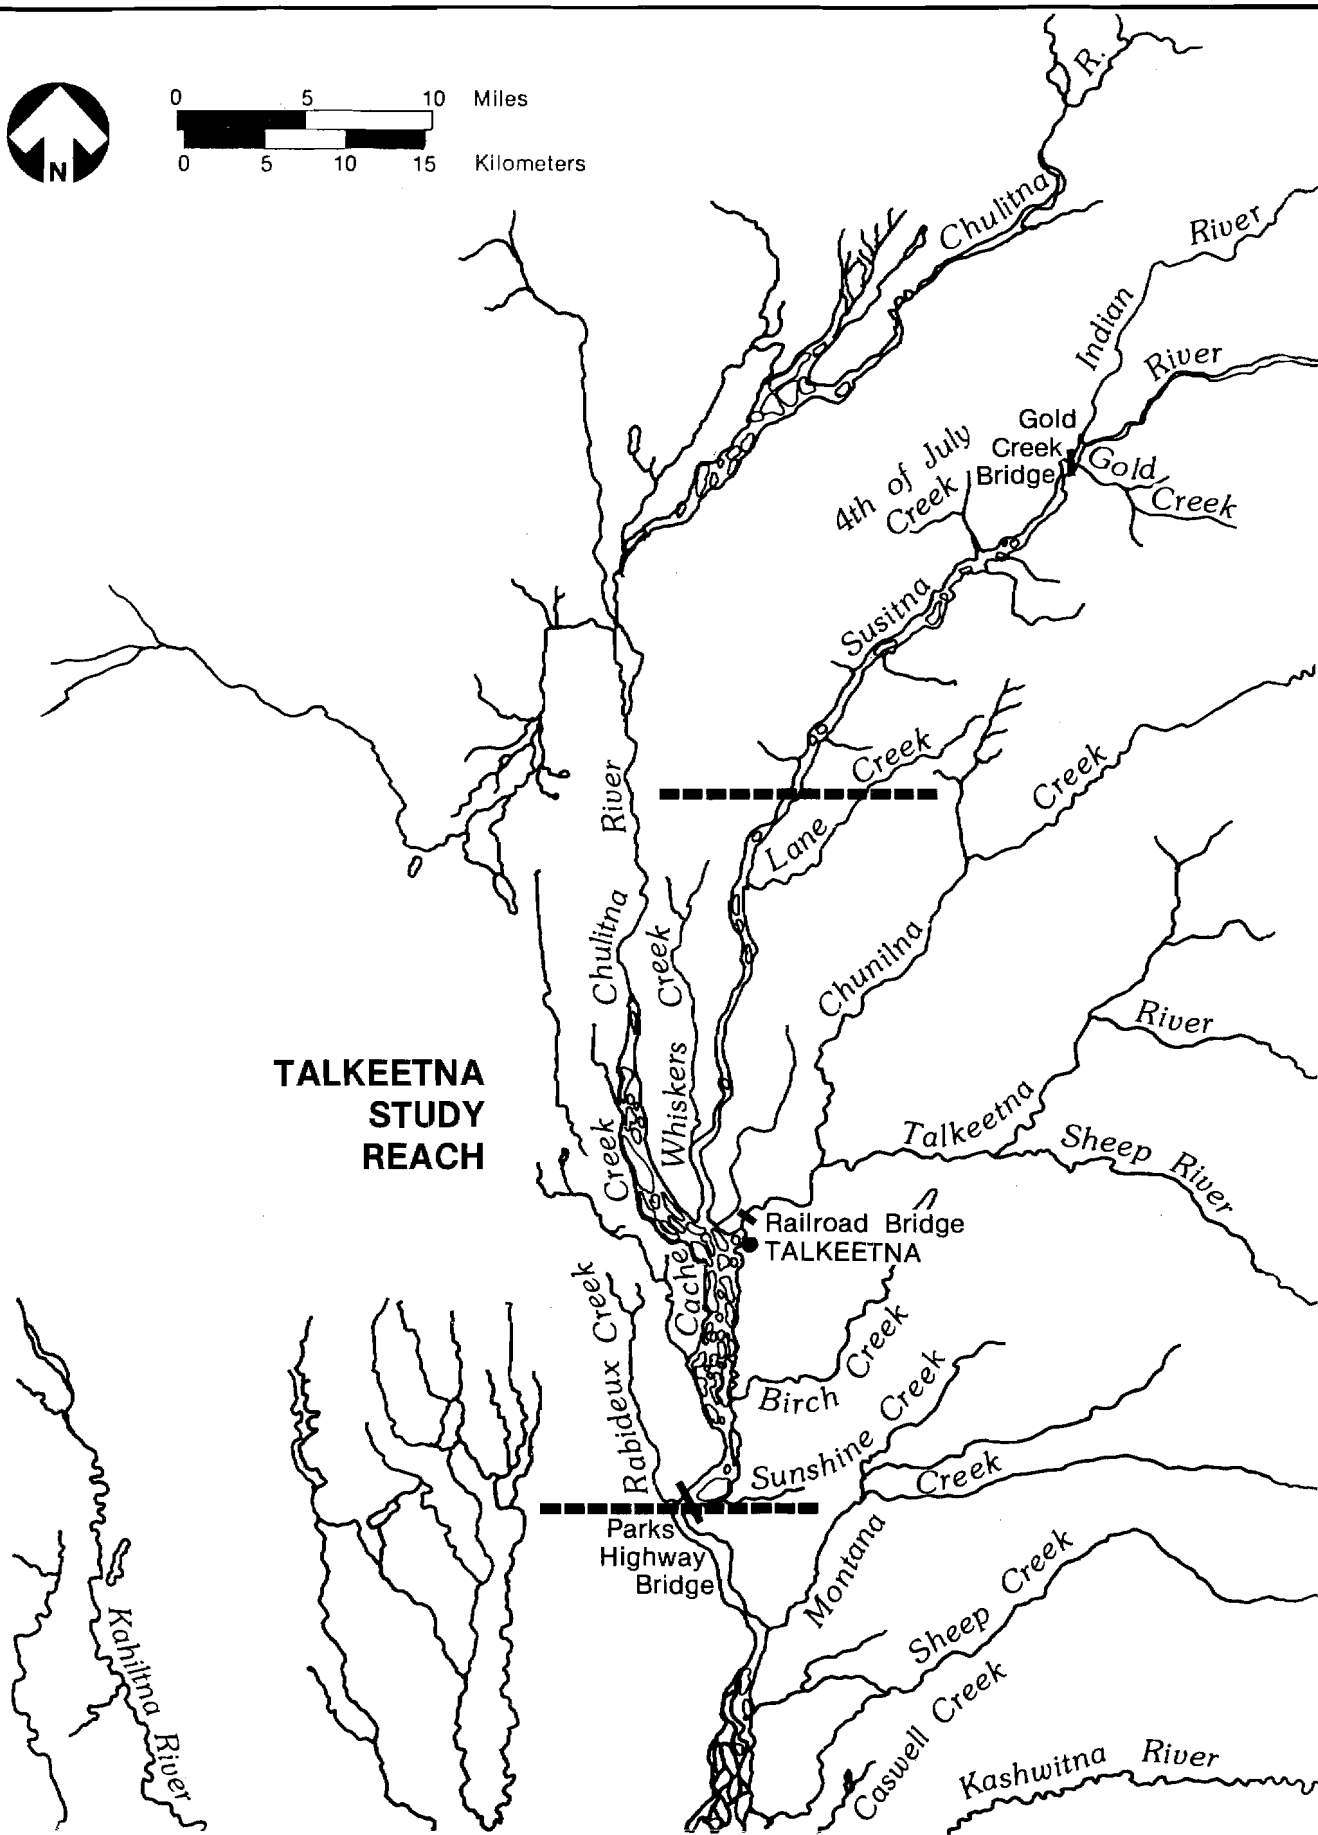 0 5 10 Miles
0 5 10 15 Kilometers
N
R.
Chulitna
River
Indian
River
Gold
Creek
Bridge
Gold
Creek
4th of July
Creek
Susitna
Creek
Lane
Creek
River
Chulitna
Creek
Whiskers
Chunilna
River
Talkeetna
Sheep River
TALKEETNA
STUDY
REACH
Creek
Cache
Railroad Bridge
TALKEETNA
Rabideux Creek
Birch Creek
Sunshine Creek
Creek
Montana
Parks
Highway
Bridge
Sheep Creek
Caswell Creek
Kashwitna River
Kahiltna River